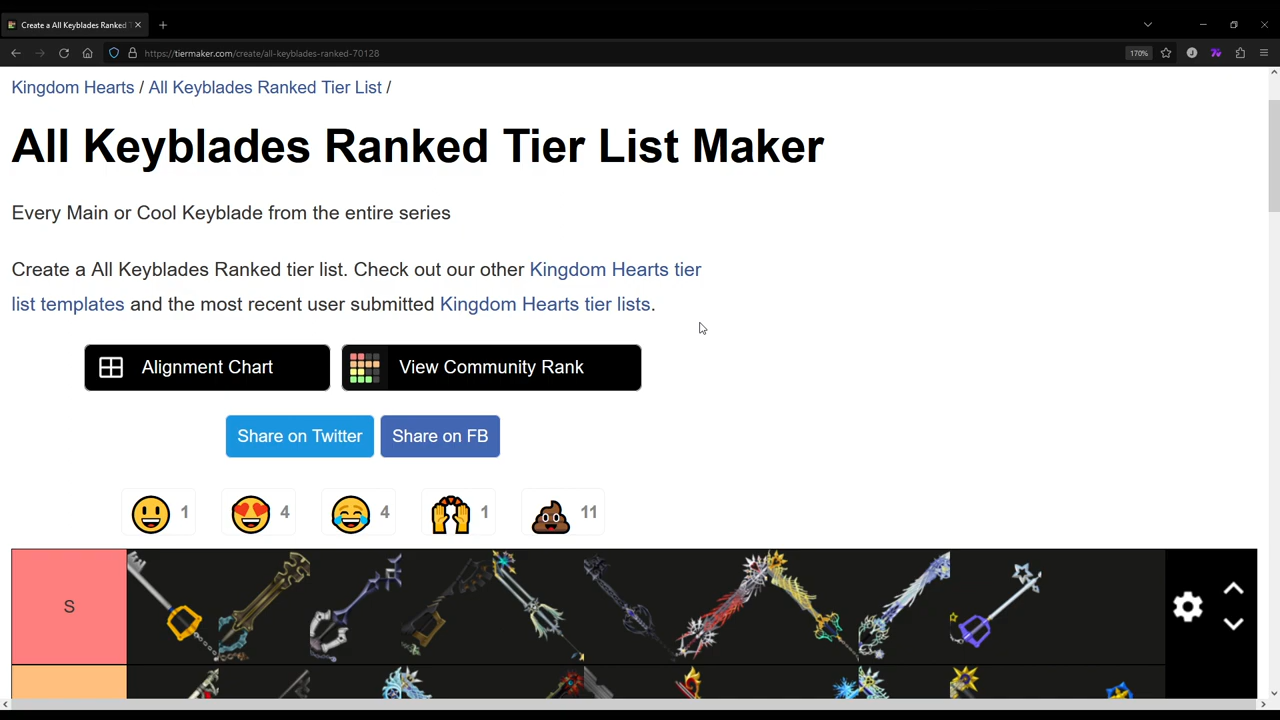 Create a All Keyblades Ranked T
https://tiermaker.com/create/all-keyblades-ranked-70128
170%
Kingdom Hearts / All Keyblades Ranked Tier List /
All Keyblades Ranked Tier List Maker
Every Main or Cool Keyblade from the entire series
Create a All Keyblades Ranked tier list. Check out our other Kingdom Hearts tier
list templates and the most recent user submitted Kingdom Hearts tier lists.
Alignment Chart
View Community Rank
Share on Twitter
Share on FB
1
4
4
1
11
S